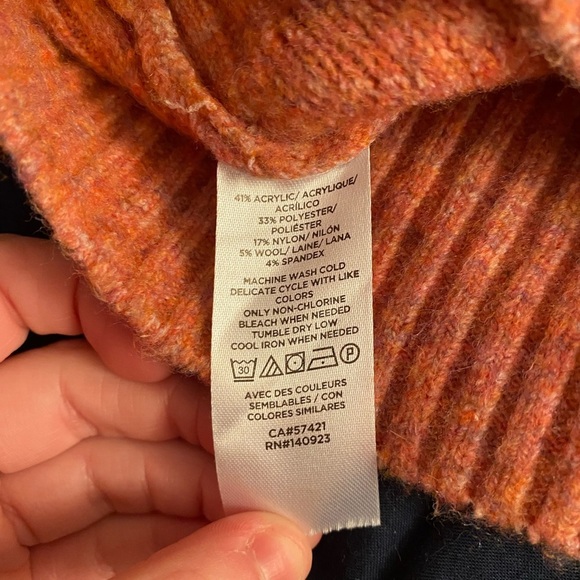 41% ACRYLIC/ ACRYLIQUE/
ACRÍLICO
33% POLYESTER/
POLIÉSTER
17% NYLON/ NILÓN
5% WOOL/ LAINE/ LANA
4% SPANDEX
MACHINE WASH COLD
DELICATE CYCLE WITH LIKE
COLORS
ONLY NON-CHLORINE
BLEACH WHEN NEEDED
TUMBLE DRY LOW
COOL IRON WHEN NEEDED
30 P
AVEC DES COULEURS
SEMBLABLES / CON
COLORES SIMILARES
CA#57421
RN#140923